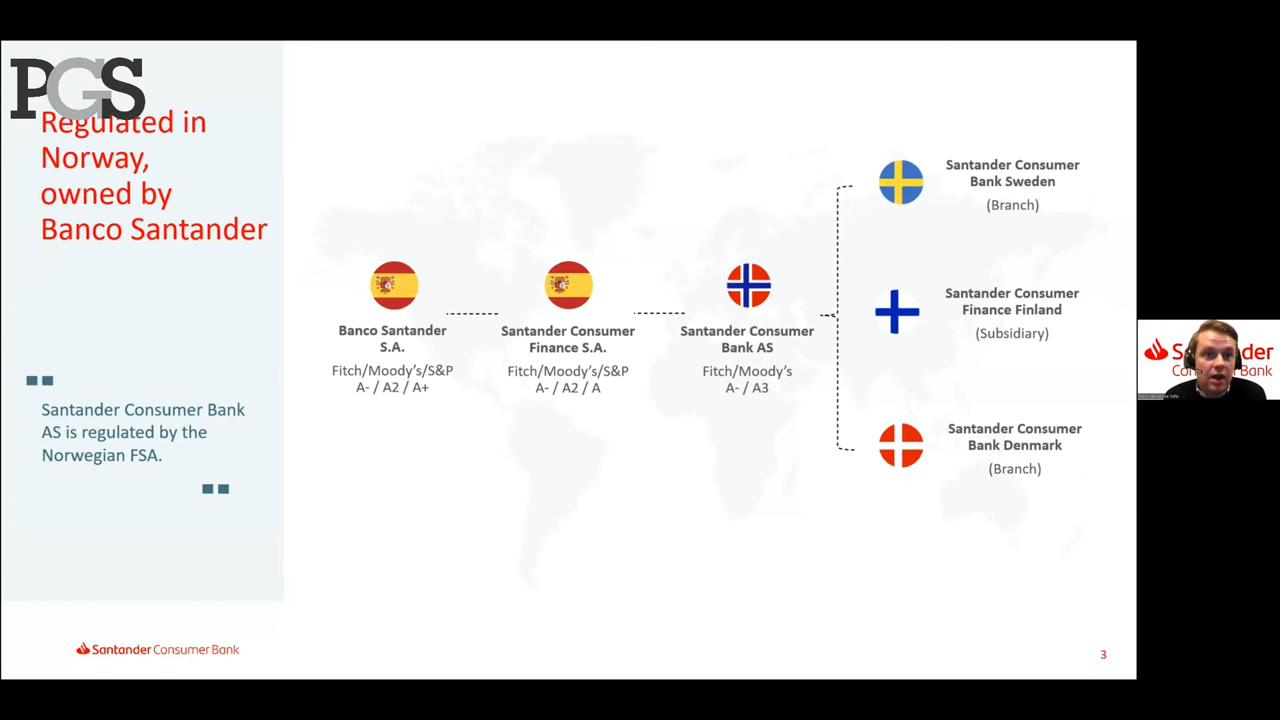 PGS
Regulated in
Norway,
owned by
Banco Santander
Santander Consumer Bank
AS is regulated by the
Norwegian FSA.
Banco Santander
S.A.
Fitch/Moody's/S&P
A- / A2 / A+
Santander Consumer
Finance S.A.
Fitch/Moody's/S&P
A- / A2 / A
Santander Consumer
Bank AS
Fitch/Moody's
A- / A3
Santander Consumer
Bank Sweden
(Branch)
Santander Consumer
Finance Finland
(Subsidiary)
Santander Consumer
Bank Denmark
(Branch)
Santander Consumer Bank
3